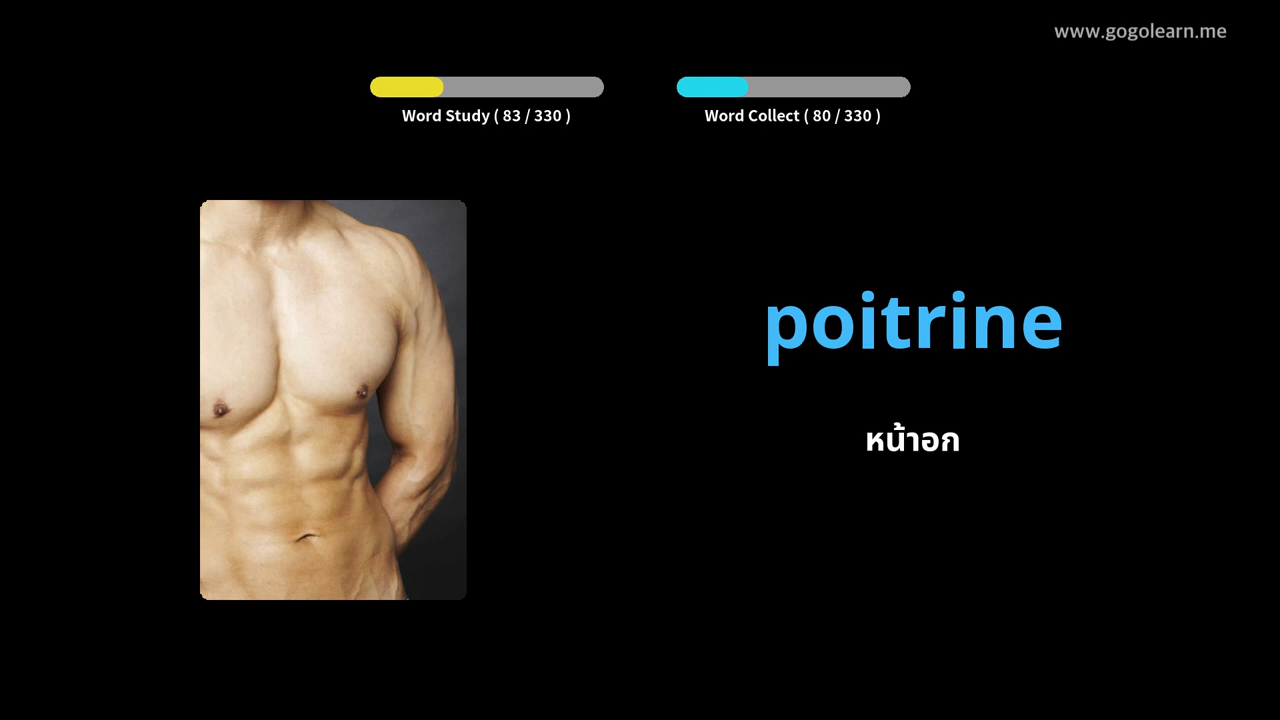 www.gogolearn.me
Word Study ( 83 / 330 )
Word Collect ( 80 / 330 )
poitrine
หน้าอก